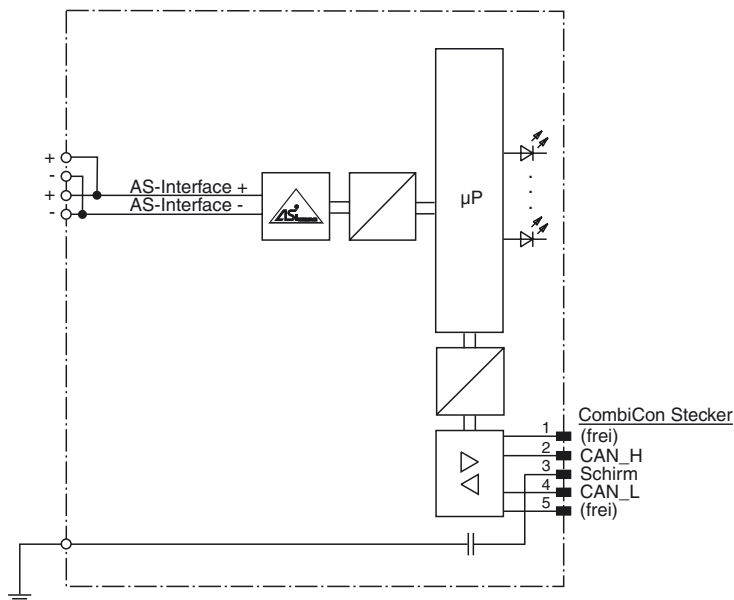 +
-
+
-
AS-Interface +
AS-Interface -
µP
CombiCon Stecker
1 (frei)
2 CAN_H
3 Schirm
4 CAN_L
5 (frei)